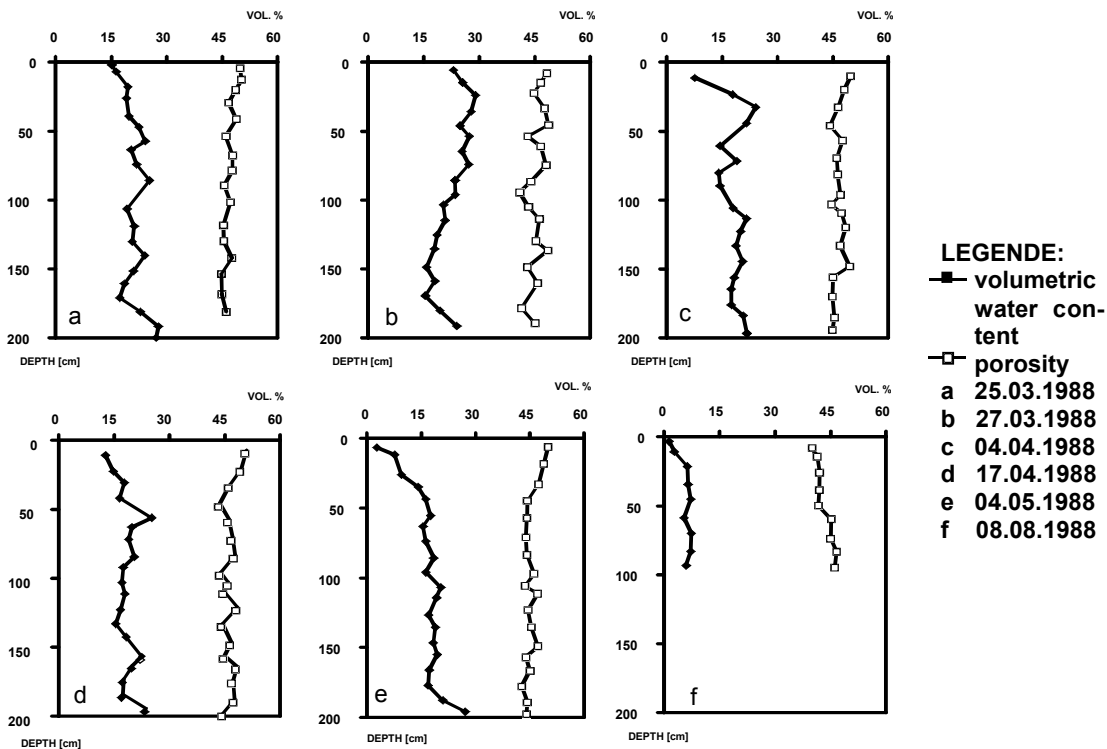 VOL. %
0 15 30 45 60
0
50
100
150
200
a
DEPTH [cm]
VOL. %
0 15 30 45 60
0
50
100
150
200
b
DEPTH [cm]
VOL. %
0 15 30 45 60
0
50
100
150
200
c
DEPTH [cm]
VOL. %
0 15 30 45 60
0
50
100
150
200
d
DEPTH [cm]
VOL. %
0 15 30 45 60
0
50
100
150
200
e
DEPTH [cm]
VOL. %
0 15 30 45 60
0
50
100
150
200
f
DEPTH [cm]
LEGENDE:
volumetric
water con-
tent
porosity
a 25.03.1988
b 27.03.1988
c 04.04.1988
d 17.04.1988
e 04.05.1988
f 08.08.1988